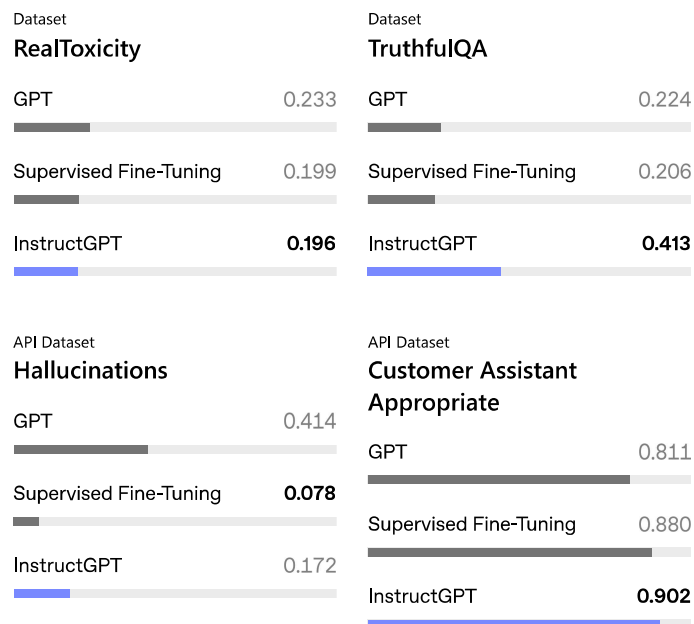 Dataset
RealToxicity
GPT 0.233
Supervised Fine-Tuning 0.199
InstructGPT 0.196
Dataset
TruthfulQA
GPT 0.224
Supervised Fine-Tuning 0.206
InstructGPT 0.413
API Dataset
Hallucinations
GPT 0.414
Supervised Fine-Tuning 0.078
InstructGPT 0.172
API Dataset
Customer Assistant
Appropriate
GPT 0.811
Supervised Fine-Tuning 0.880
InstructGPT 0.902